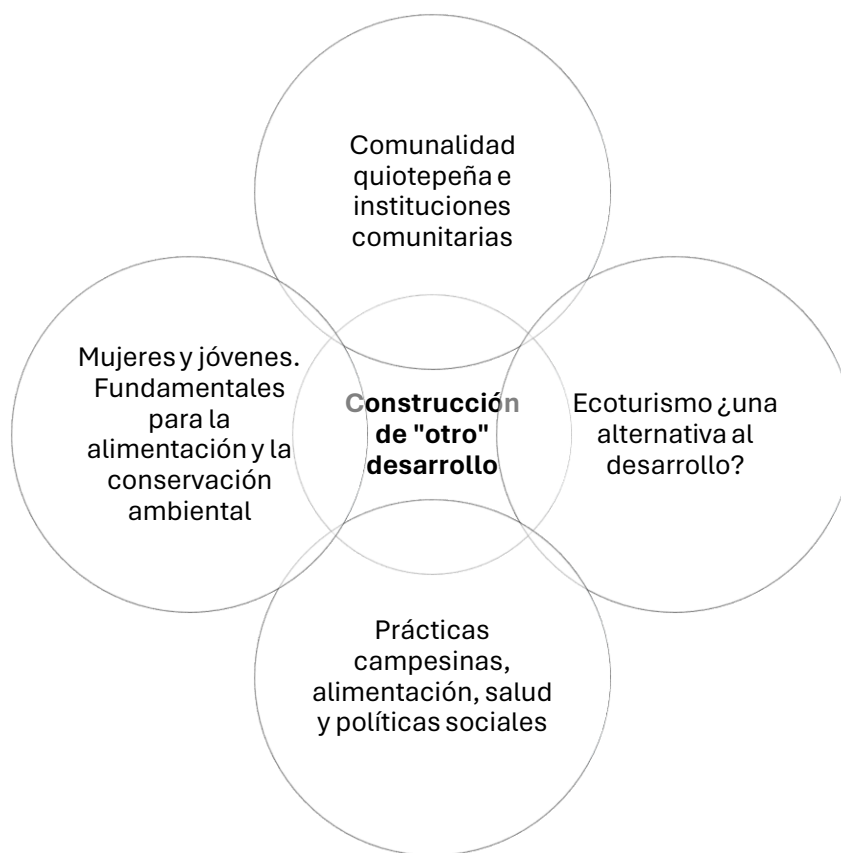 Comunalidad
quiotepeña e
instituciones
comunitarias
Mujeres y jóvenes.
Fundamentales
para la
alimentación y la
conservación
ambiental
Construcción
de "otro"
desarrollo
Ecoturismo ¿una
alternativa al
desarrollo?
Prácticas
campesinas,
alimentación, salud
y políticas sociales